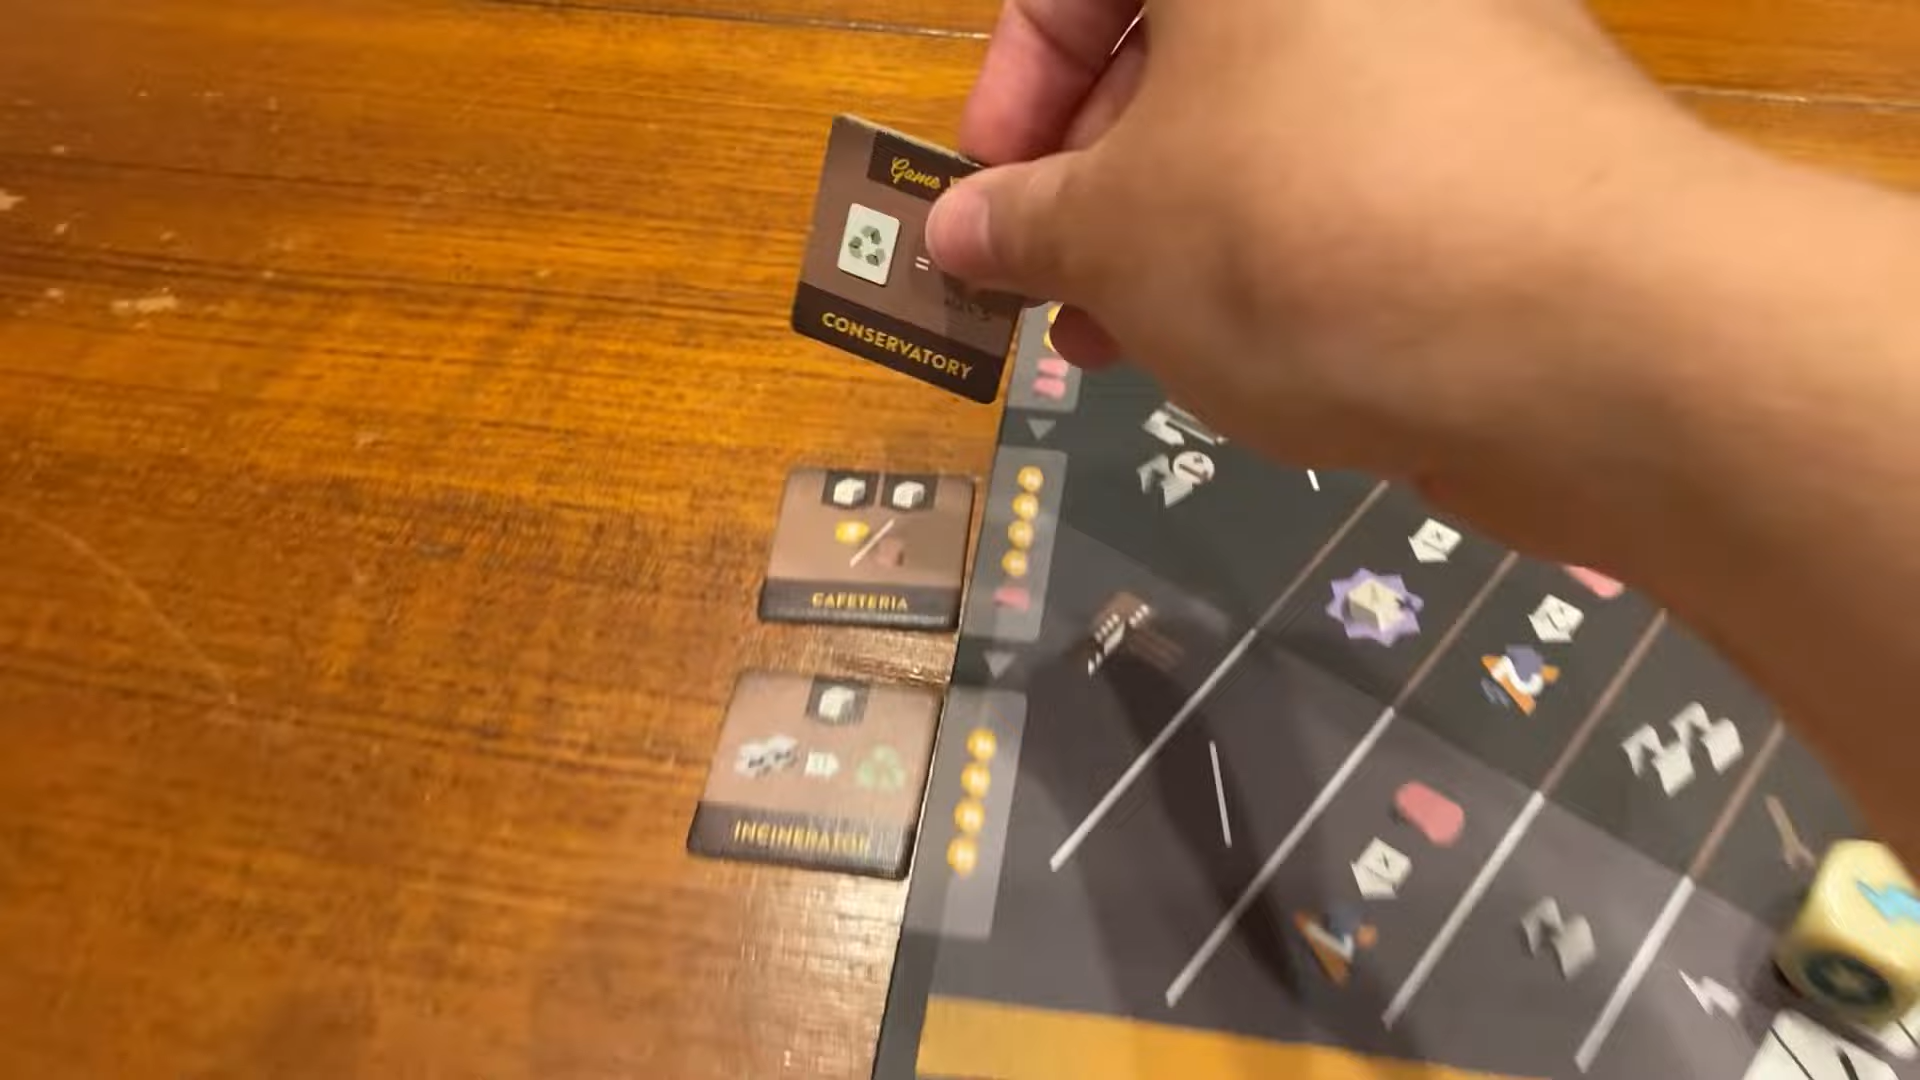 Game
=
CONSERVATORY
CAFETERIA
INCINERATOR